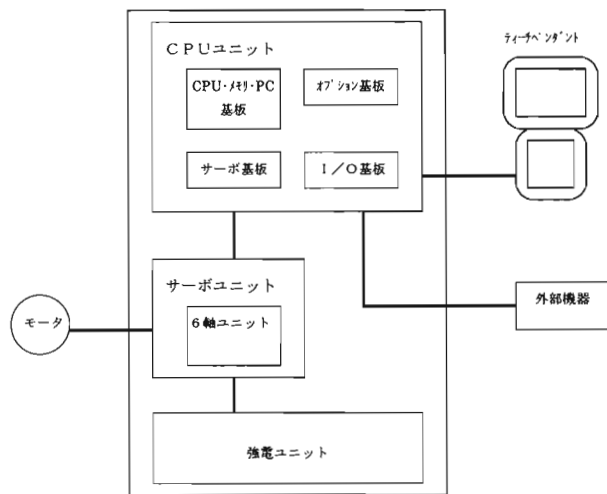 ﾃｨｰﾁﾍﾟﾝﾀﾞﾝﾄ
ＣＰＵユニット
CPU・ﾒﾓﾘ・PC
基板
ｵﾌﾟｼｮﾝ基板
サーボ基板
Ｉ／Ｏ基板
サーボユニット
６軸ユニット
モータ
外部機器
強電ユニット